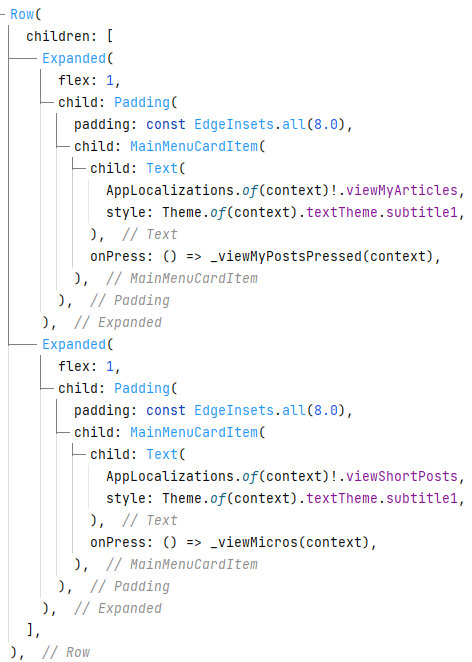 Row(
children: [
Expanded(
flex: 1,
child: Padding(
padding: const EdgeInsets.all(8.0),
child: MainMenuCardItem(
child: Text(
AppLocalizations.of(context)!.viewMyArticles,
style: Theme.of(context).textTheme.subtitle1,
), // Text
onPress: () => _viewMyPostsPressed(context),
), // MainMenuCardItem
), // Padding
), // Expanded
Expanded(
flex: 1,
child: Padding(
padding: const EdgeInsets.all(8.0),
child: MainMenuCardItem(
child: Text(
AppLocalizations.of(context)!.viewShortPosts,
style: Theme.of(context).textTheme.subtitle1,
), // Text
onPress: () => _viewMicros(context),
), // MainMenuCardItem
), // Padding
), // Expanded
],
), // Row